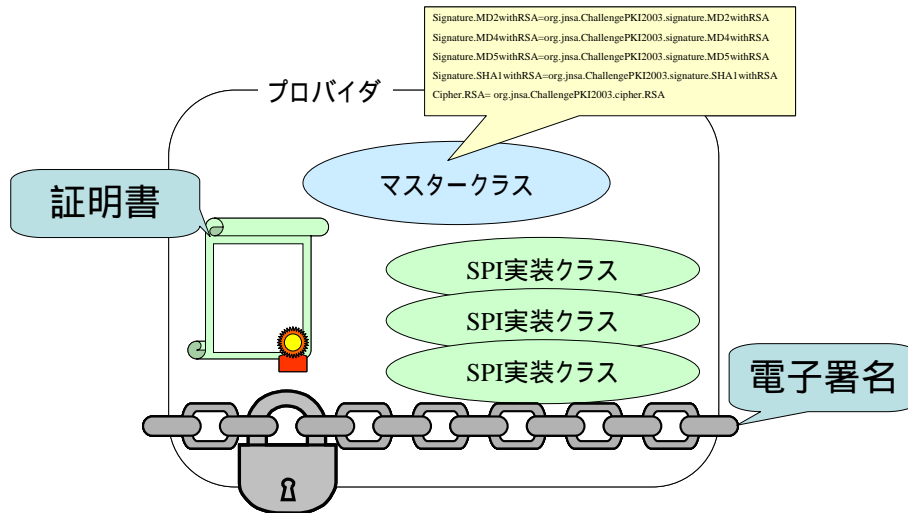 Signature.MD2withRSA=org.jnsa.ChallengePKI2003.signature.MD2withRSA
Signature.MD4withRSA=org.jnsa.ChallengePKI2003.signature.MD4withRSA
Signature.MD5withRSA=org.jnsa.ChallengePKI2003.signature.MD5withRSA
Signature.SHA1withRSA=org.jnsa.ChallengePKI2003.signature.SHA1withRSA
Cipher.RSA= org.jnsa.ChallengePKI2003.cipher.RSA
プロバイダ
マスタークラス
証明書
SPI実装クラス
SPI実装クラス
SPI実装クラス
電子署名